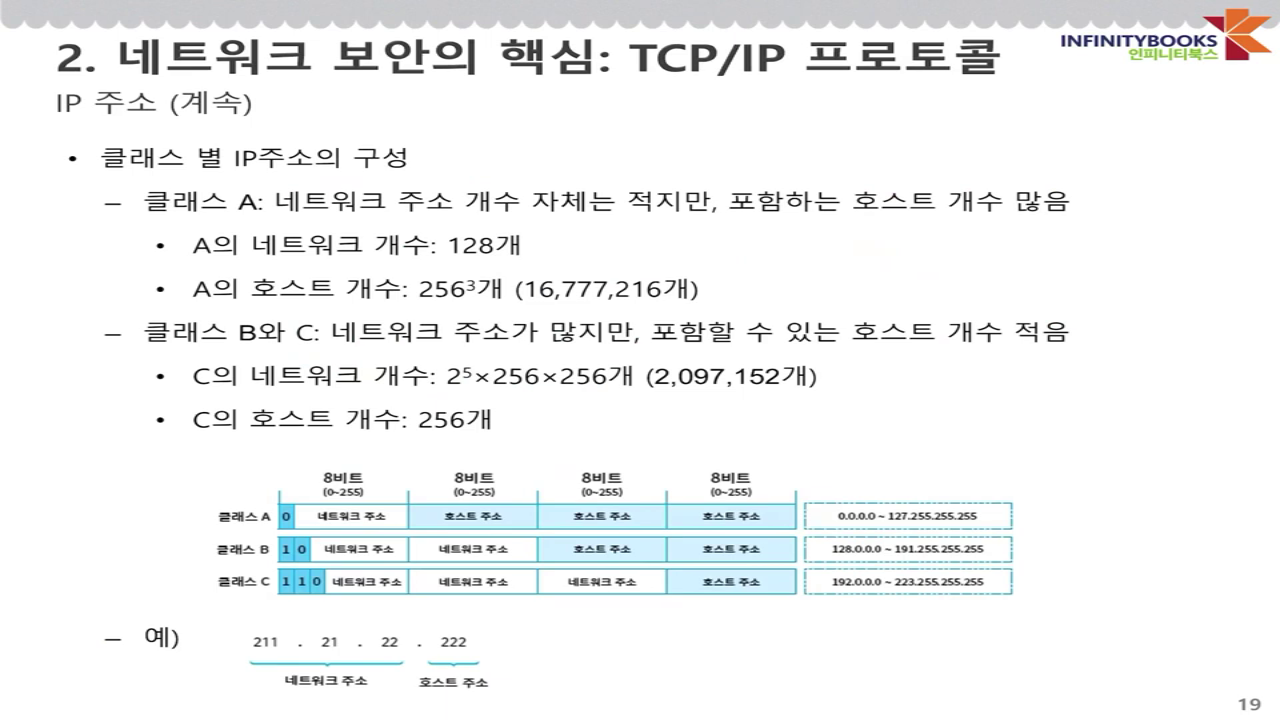 INFINITYBOOKS
인피니티북스
2. 네트워크 보안의 핵심: TCP/IP 프로토콜
IP 주소 (계속)
• 클래스 별 IP주소의 구성
– 클래스 A: 네트워크 주소 개수 자체는 적지만, 포함하는 호스트 개수 많음
• A의 네트워크 개수: 128개
• A의 호스트 개수: 256³개 (16,777,216개)
– 클래스 B와 C: 네트워크 주소가 많지만, 포함할 수 있는 호스트 개수 적음
• C의 네트워크 개수: 2⁵×256×256개 (2,097,152개)
• C의 호스트 개수: 256개
8비트 8비트 8비트 8비트
(0~255) (0~255) (0~255) (0~255)
클래스 A 0 네트워크 주소 호스트 주소 호스트 주소 호스트 주소 0.0.0.0 ~ 127.255.255.255
클래스 B 1 0 네트워크 주소 네트워크 주소 호스트 주소 호스트 주소 128.0.0.0 ~ 191.255.255.255
클래스 C 1 1 0 네트워크 주소 네트워크 주소 네트워크 주소 호스트 주소 192.0.0.0 ~ 223.255.255.255
– 예) 211 . 21 . 22 . 222
네트워크 주소 호스트 주소
19